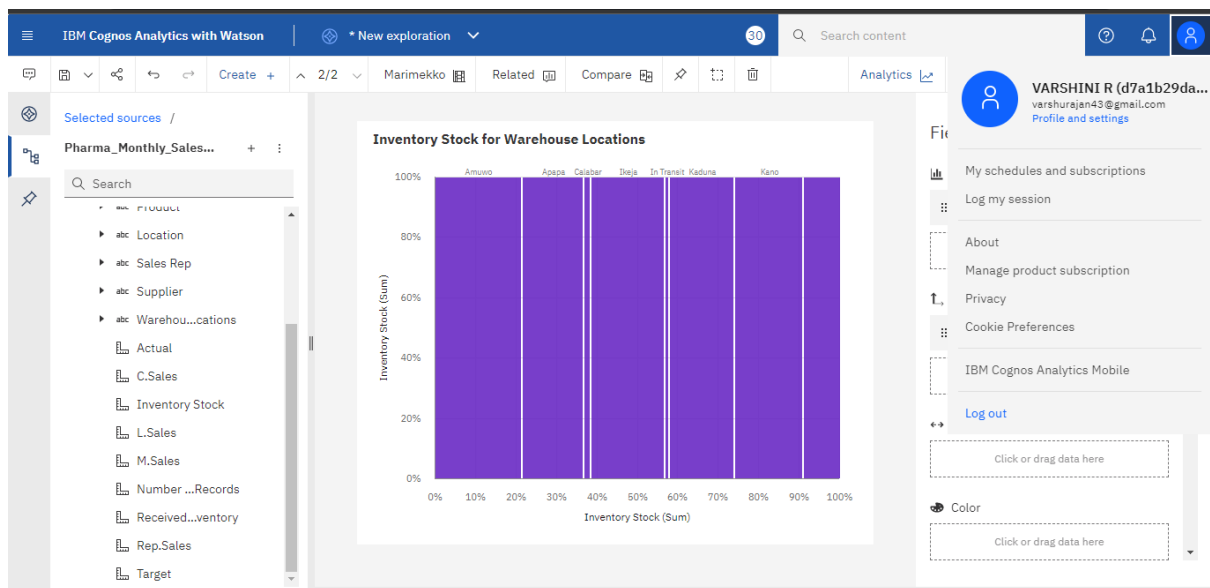 IBM Cognos Analytics with Watson
* New exploration
30
Search content
Create +
2/2
Marimekko
Related
Compare
Analytics
Selected sources /
Pharma_Monthly_Sales...
Search
abc Product
abc Location
abc Sales Rep
abc Supplier
abc Warehou...cations
Actual
C.Sales
Inventory Stock
L.Sales
M.Sales
Number ...Records
Received...ventory
Rep.Sales
Target
Inventory Stock for Warehouse Locations
Amuwo Apapa Calabar Ikeja In Transit Kaduna Kano
100%
80%
60%
40%
20%
0%
Inventory Stock (Sum)
0% 10% 20% 30% 40% 50% 60% 70% 80% 90% 100%
Inventory Stock (Sum)
Fie
VARSHINI R (d7a1b29da...
varshurajan43@gmail.com
Profile and settings
My schedules and subscriptions
Log my session
About
Manage product subscription
Privacy
Cookie Preferences
IBM Cognos Analytics Mobile
Log out
Click or drag data here
Color
Click or drag data here